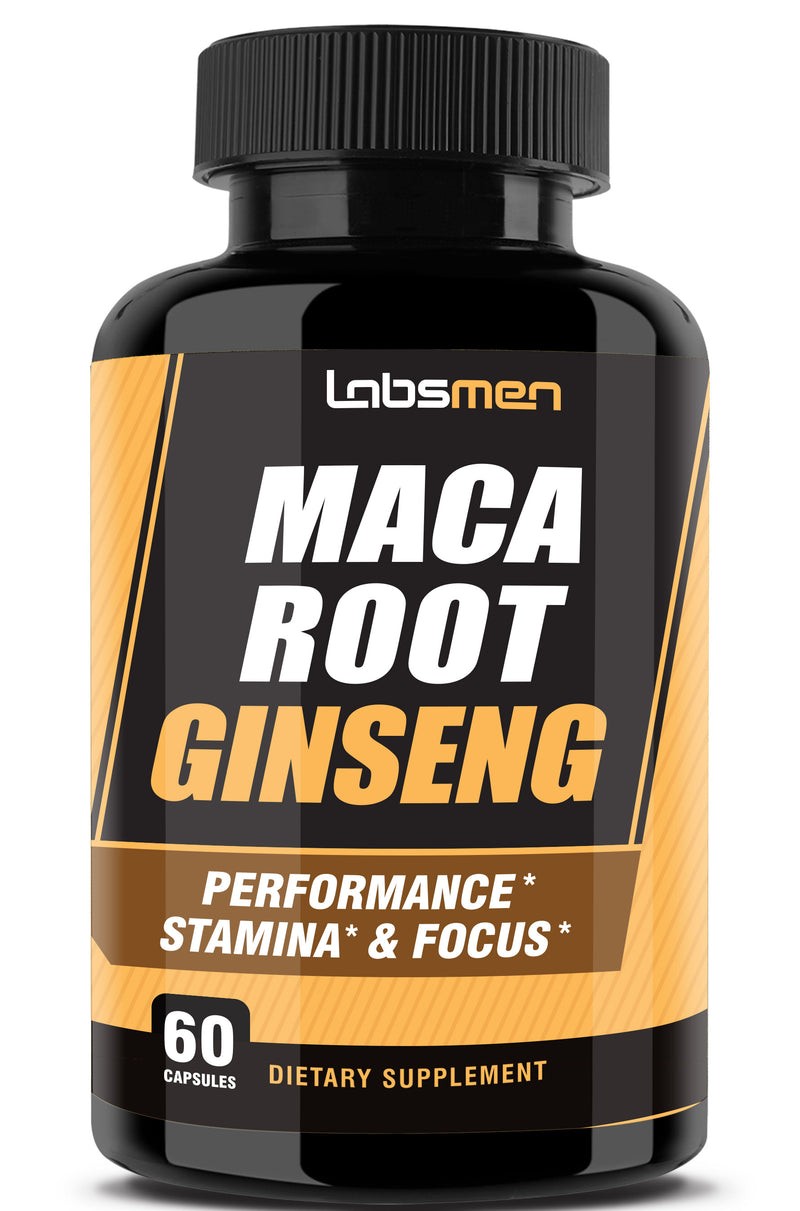 Labsmen
MACA
ROOT
GINSENG
PERFORMANCE*
STAMINA* & FOCUS*
60
CAPSULES
DIETARY SUPPLEMENT